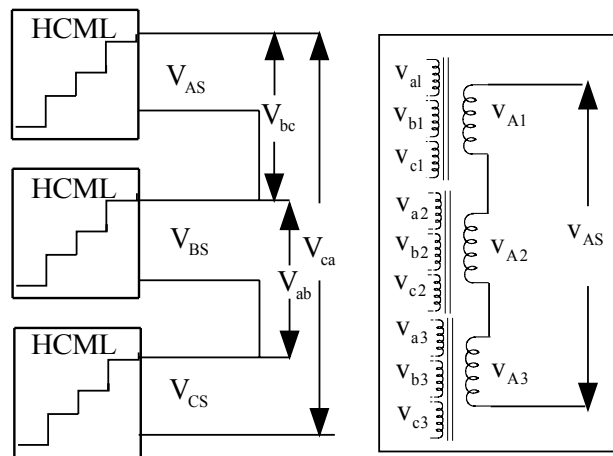 HCML
V_AS
V_bc
HCML
V_BS
V_ca
V_ab
HCML
V_CS
v_al
v_b1
v_c1
v_A1
v_a2
v_b2
v_c2
v_A2
v_AS
v_a3
v_b3
v_c3
v_A3